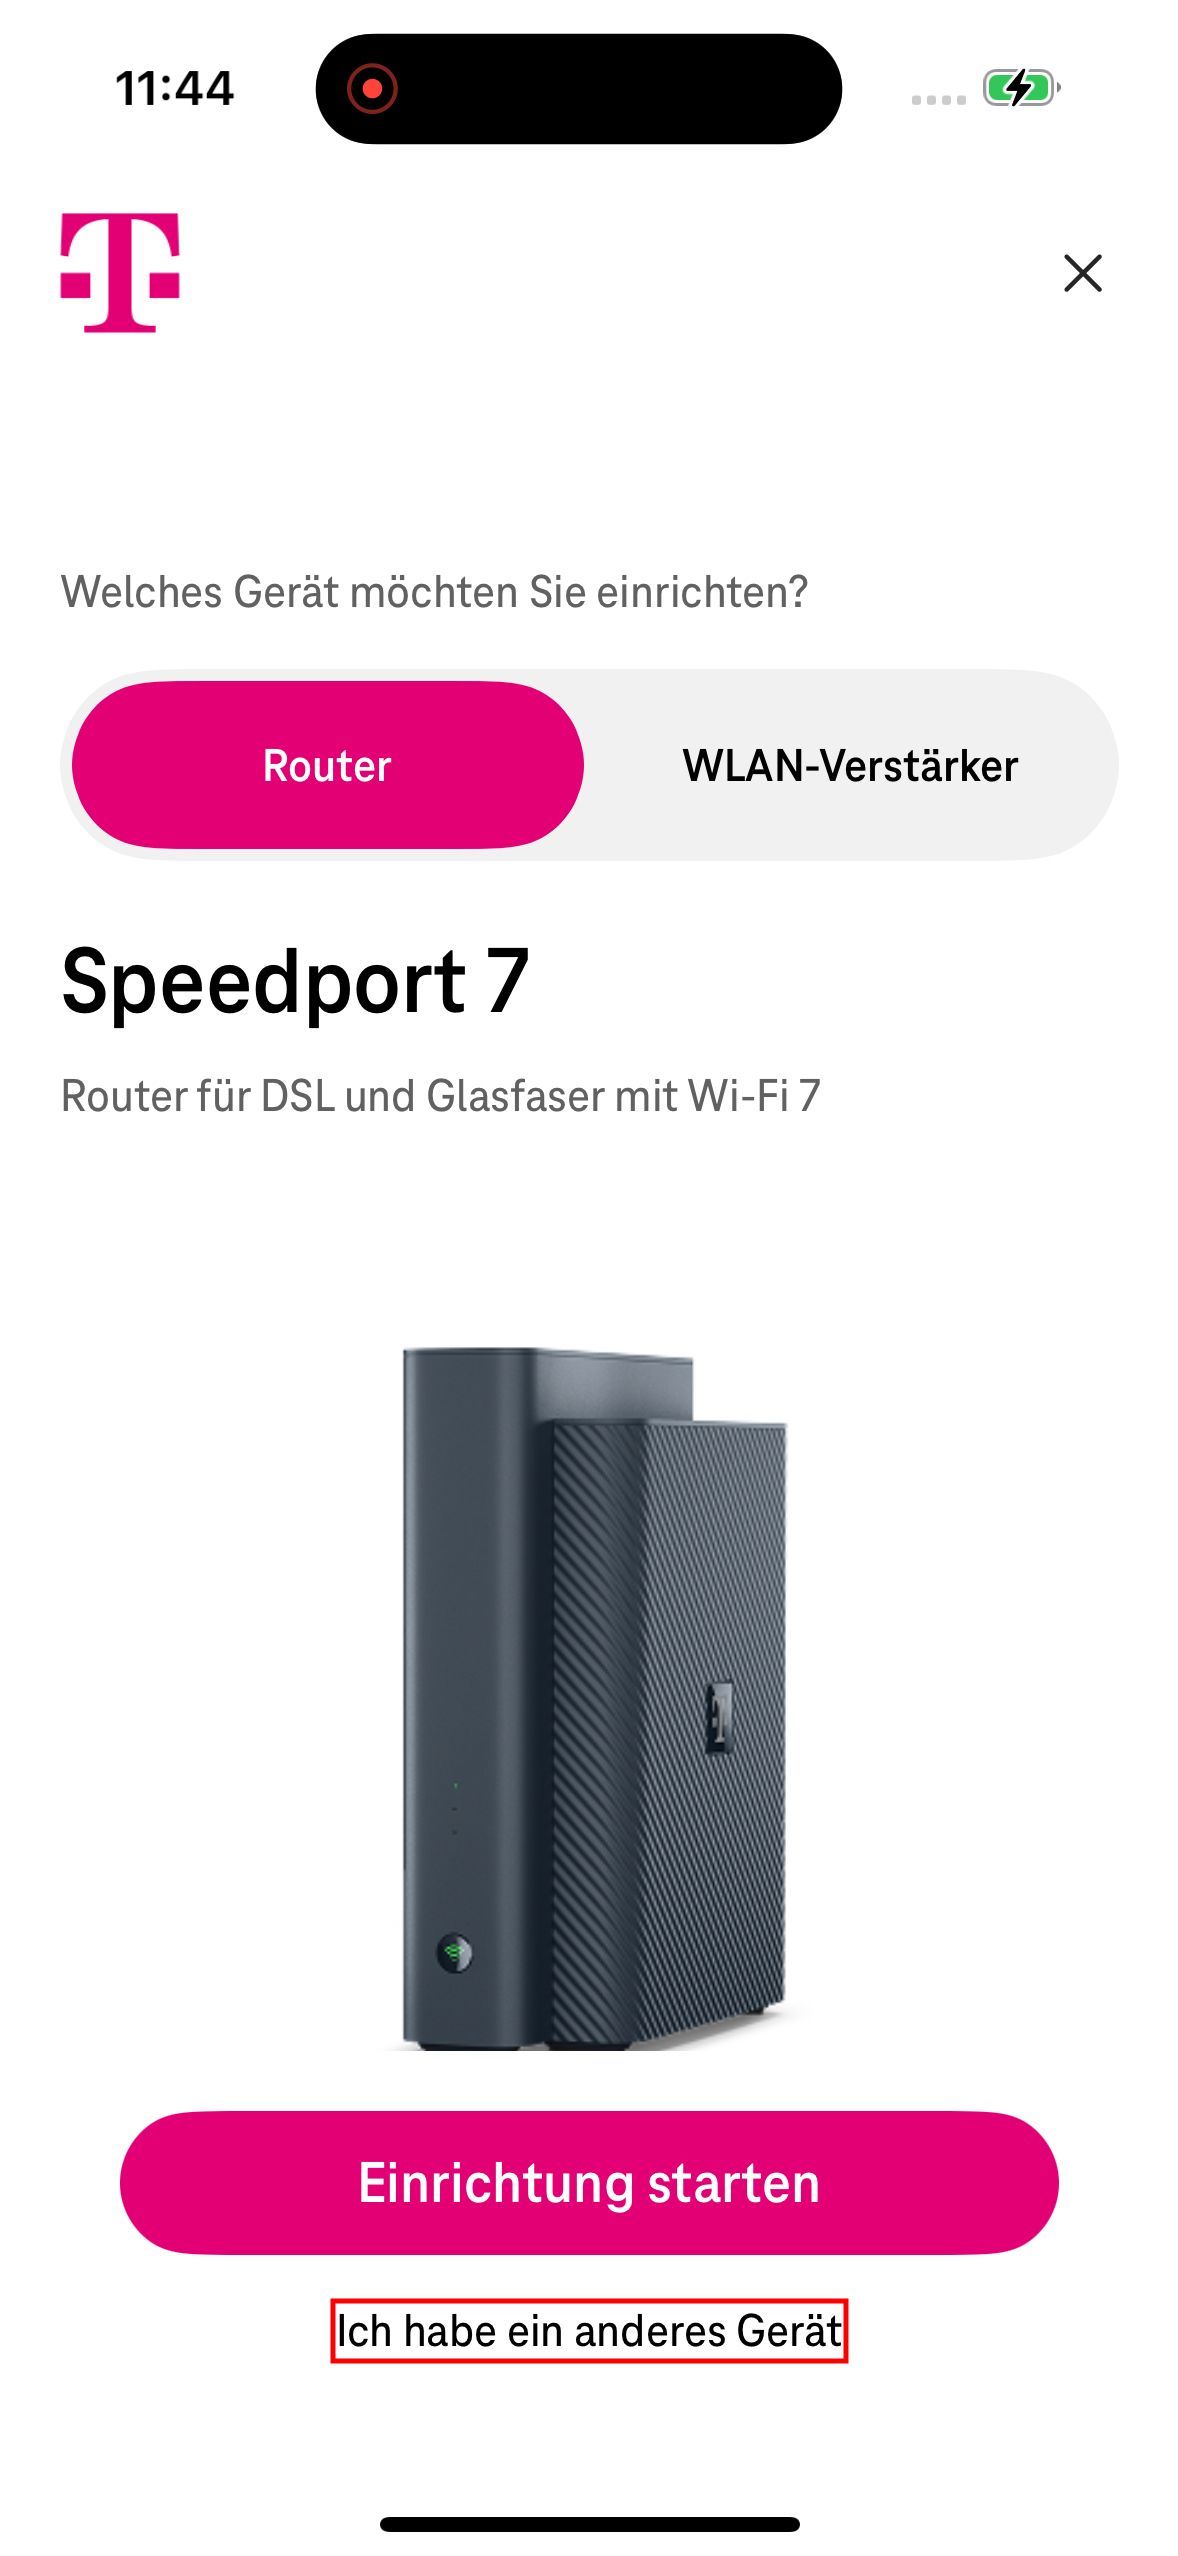 11:44
Welches Gerät möchten Sie einrichten?
Router
WLAN-Verstärker
Speedport 7
Router für DSL und Glasfaser mit Wi-Fi 7
Einrichtung starten
Ich habe ein anderes Gerät